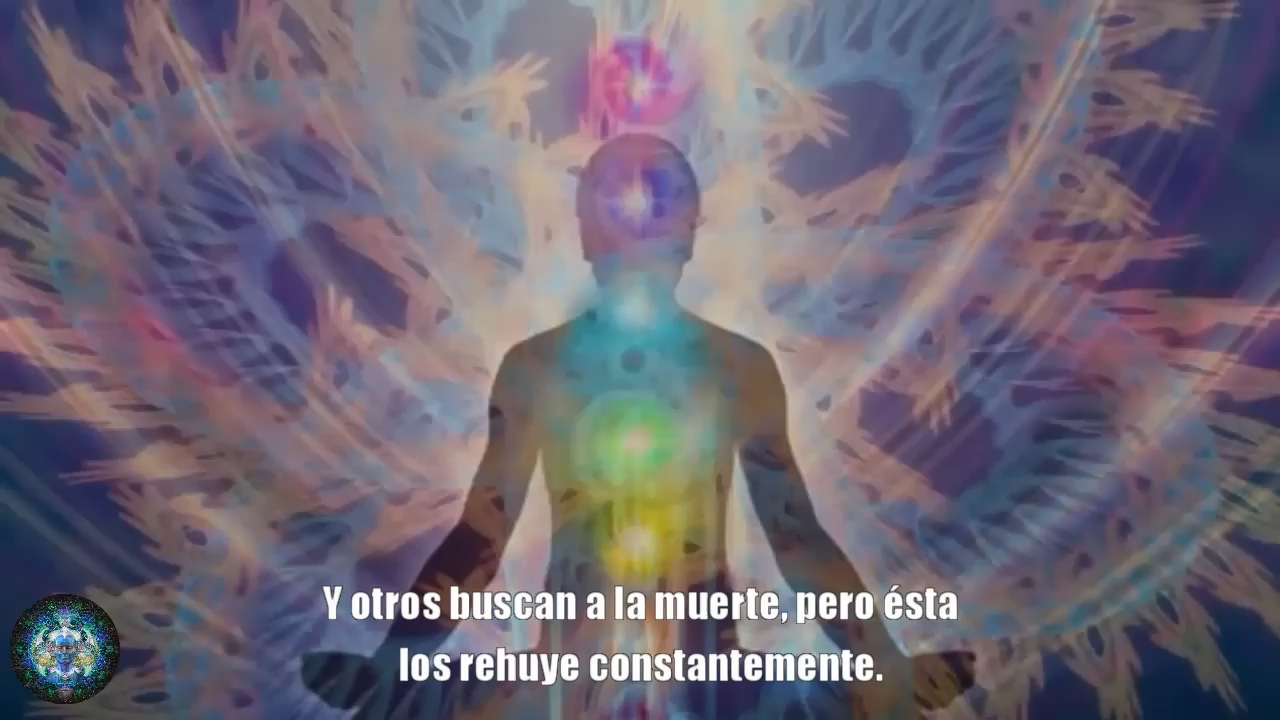 Y otros buscan a la muerte, pero ésta
los rehuye constantemente.